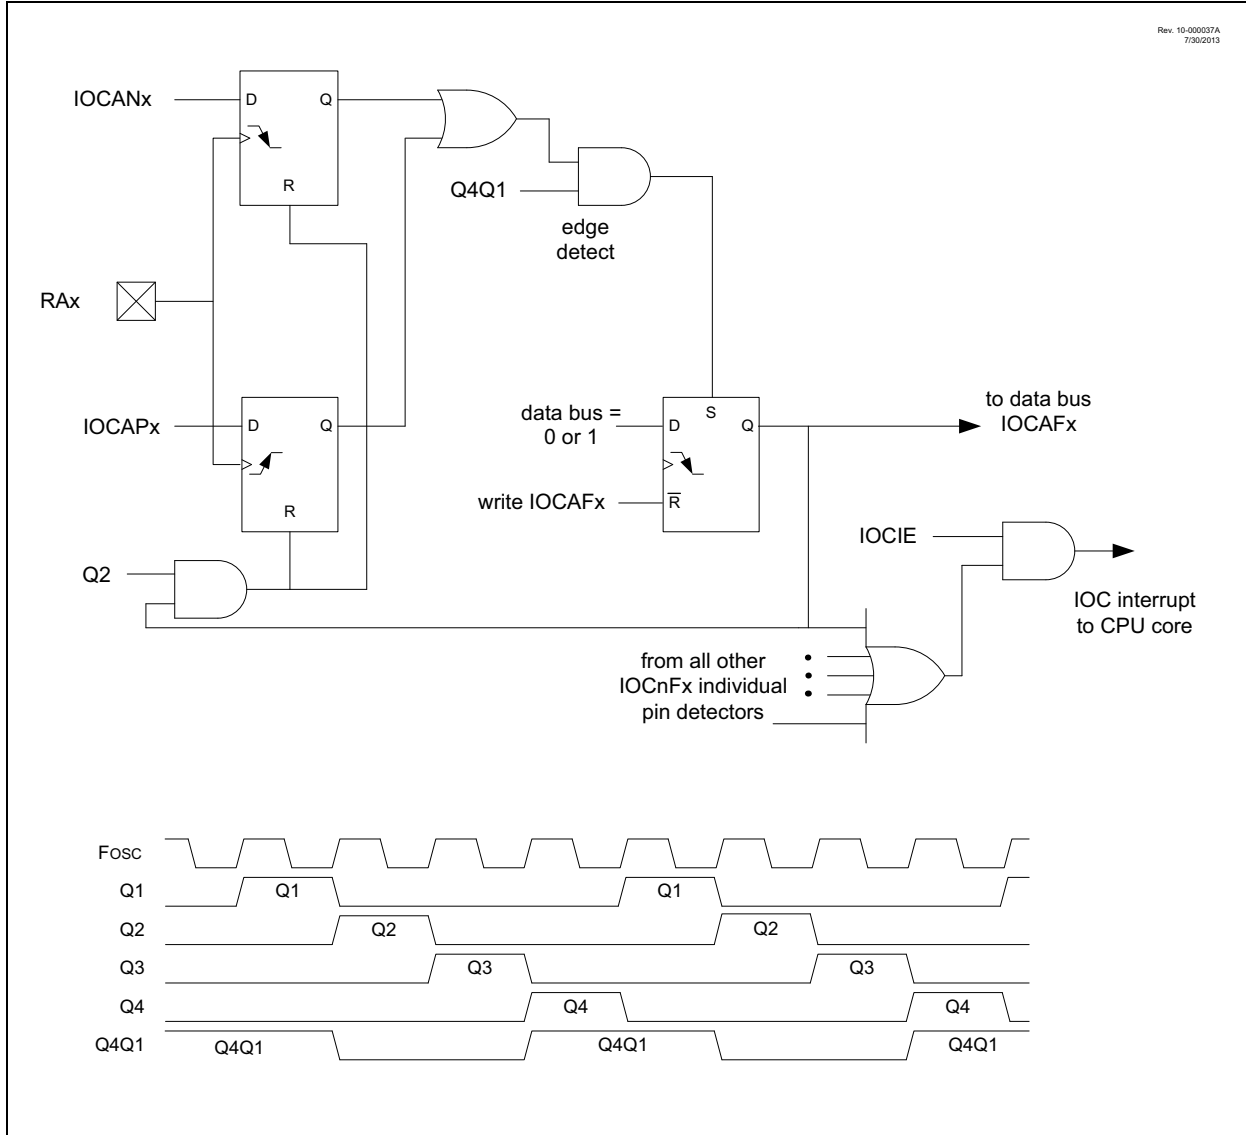 Rev. 10-000037A
7/30/2013
IOCANx
D
Q
R
Q4Q1
edge
detect
RAx
IOCAPx
D
Q
R
data bus =
0 or 1
S
D
Q
to data bus
IOCAFx
write IOCAFx
R
IOCIE
Q2
IOC interrupt
to CPU core
from all other
IOCnFx individual
pin detectors
FOSC
Q1
Q1
Q1
Q2
Q2
Q2
Q3
Q3
Q3
Q4
Q4
Q4
Q4Q1
Q4Q1
Q4Q1
Q4Q1